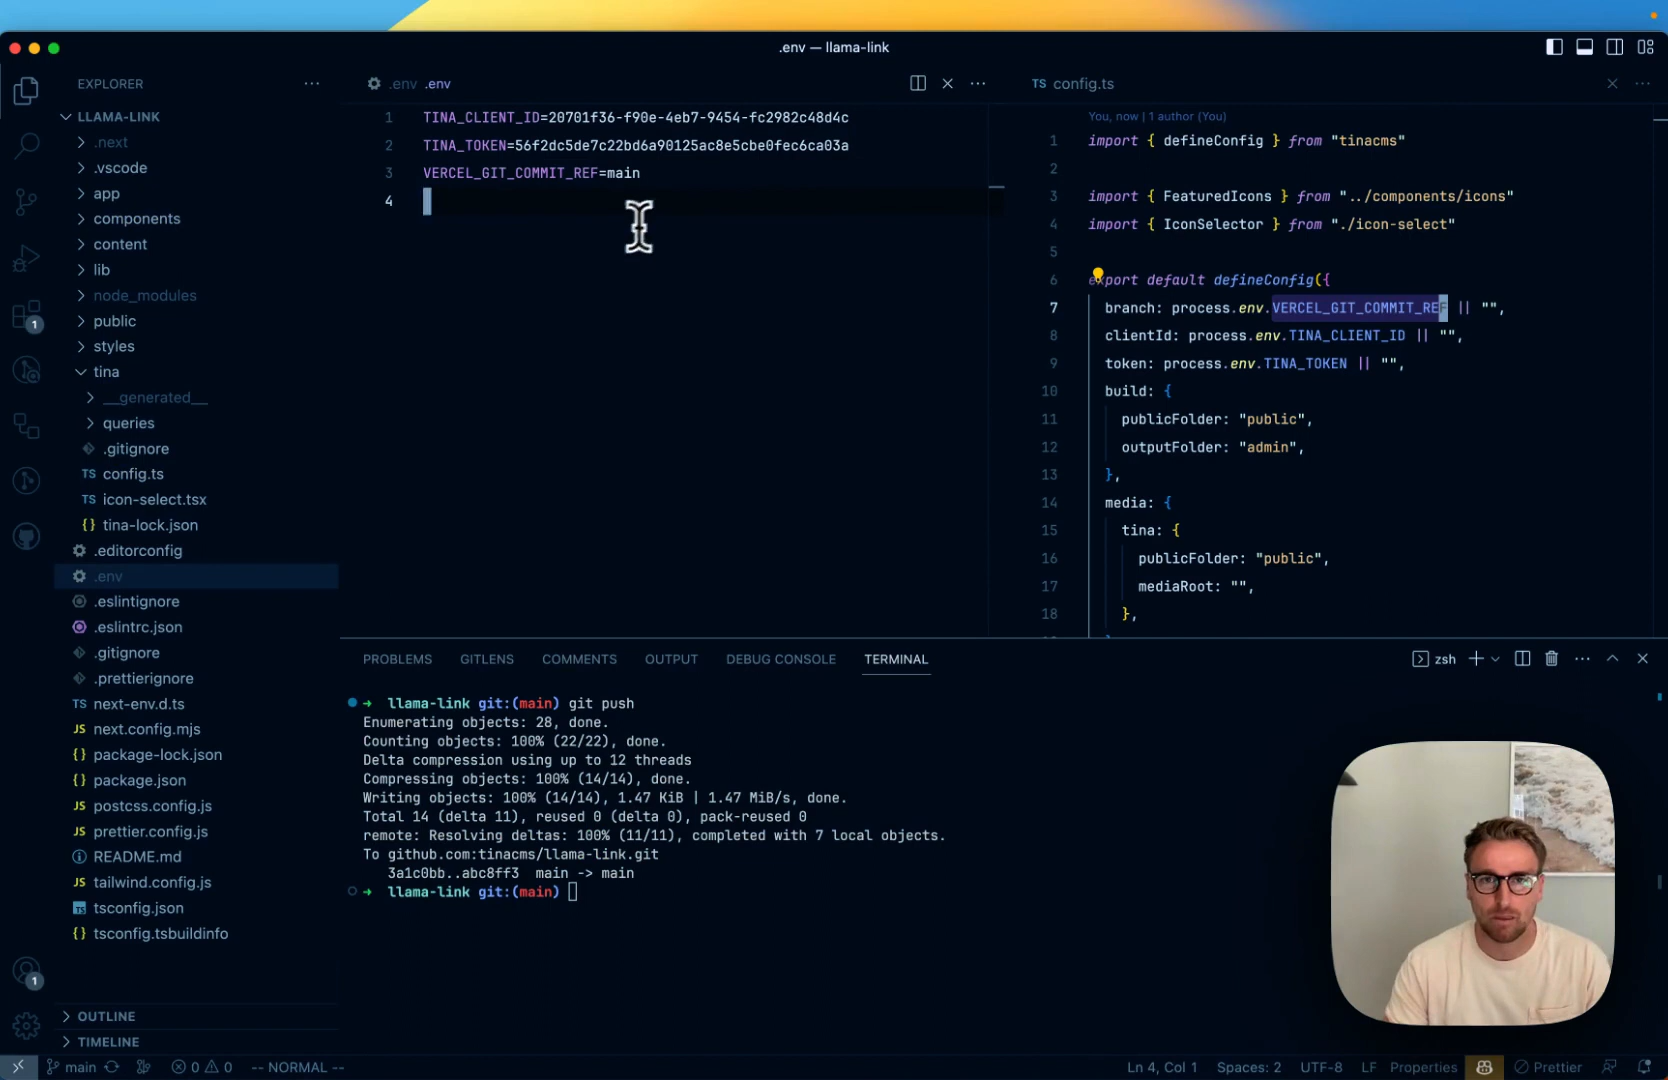 .env — llama-link
EXPLORER
LLAMA-LINK
.next
.vscode
app
components
content
lib
node_modules
public
styles
tina
__generated__
queries
.gitignore
TS config.ts
TS icon-select.tsx
{} tina-lock.json
.editorconfig
.env
.eslintignore
.eslintrc.json
.gitignore
.prettierignore
TS next-env.d.ts
JS next.config.mjs
{} package-lock.json
{} package.json
JS postcss.config.js
JS prettier.config.js
README.md
JS tailwind.config.js
TS tsconfig.json
{} tsconfig.tsbuildinfo
OUTLINE
TIMELINE
1
1
.env .env
1 TINA_CLIENT_ID=20701f36-f90e-4eb7-9454-fc2982c48d4c
2 TINA_TOKEN=56f2dc5de7c22bd6a90125ac8e5cbe0fec6ca03a
3 VERCEL_GIT_COMMIT_REF=main
4
TS config.ts
You, now | 1 author (You)
1 import { defineConfig } from "tinacms"
2
3 import { FeaturedIcons } from "../components/icons"
4 import { IconSelector } from "./icon-select"
5
6 export default defineConfig({
7 branch: process.env.VERCEL_GIT_COMMIT_REF || "",
8 clientId: process.env.TINA_CLIENT_ID || "",
9 token: process.env.TINA_TOKEN || "",
10 build: {
11 publicFolder: "public",
12 outputFolder: "admin",
13 },
14 media: {
15 tina: {
16 publicFolder: "public",
17 mediaRoot: "",
18 },
PROBLEMS GITLENS COMMENTS OUTPUT DEBUG CONSOLE TERMINAL zsh
➜ llama-link git:(main) git push
Enumerating objects: 28, done.
Counting objects: 100% (22/22), done.
Delta compression using up to 12 threads
Compressing objects: 100% (14/14), done.
Writing objects: 100% (14/14), 1.47 KiB | 1.47 MiB/s, done.
Total 14 (delta 11), reused 0 (delta 0), pack-reused 0
remote: Resolving deltas: 100% (11/11), completed with 7 local objects.
To github.com:tinacms/llama-link.git
3a1c0bb..abc8ff3 main -> main
➜ llama-link git:(main)
main 0 0 -- NORMAL -- Ln 4, Col 1 Spaces: 2 UTF-8 LF Properties Prettier